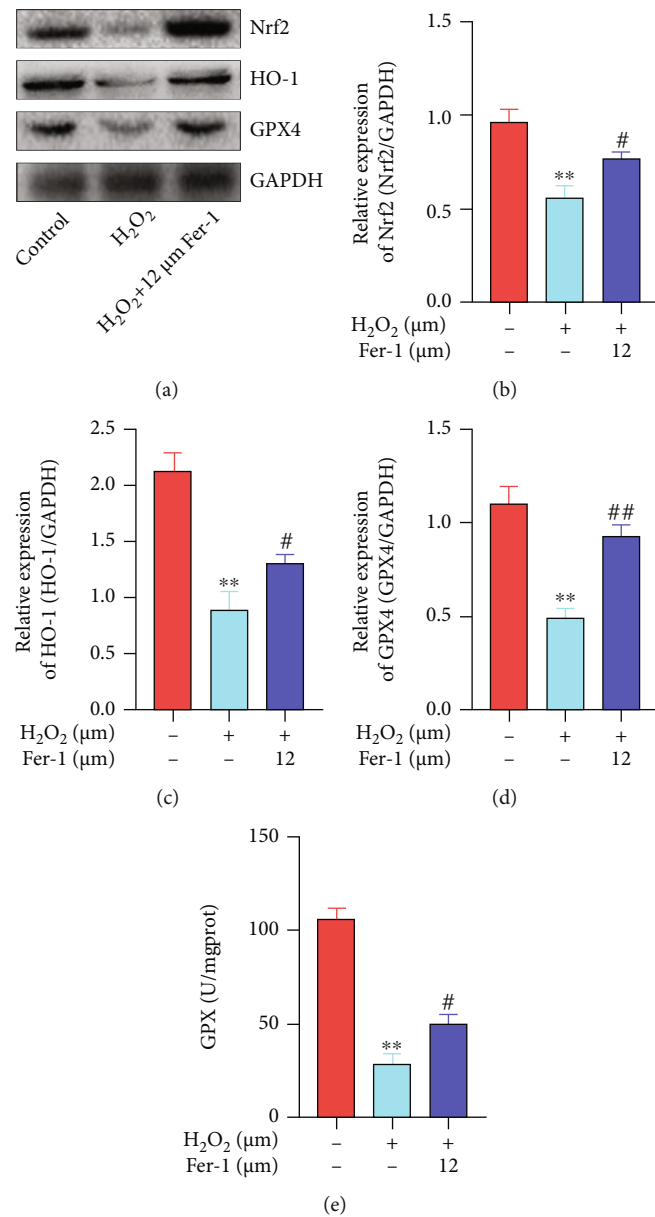 Nrf2
HO-1
GPX4
GAPDH
Control
H₂O₂
H₂O₂+12 μm Fer-1
(a)
Relative expression
of Nrf2 (Nrf2/GAPDH)
1.5
1.0
0.5
0.0
**
#
H₂O₂ (μm) – + +
Fer-1 (μm) – – 12
(b)
Relative expression
of HO-1 (HO-1/GAPDH)
2.5
2.0
1.5
1.0
0.5
0.0
**
#
H₂O₂ (μm) – + +
Fer-1 (μm) – – 12
(c)
Relative expression
of GPX4 (GPX4/GAPDH)
1.5
1.0
0.5
0.0
**
##
H₂O₂ (μm) – + +
Fer-1 (μm) – – 12
(d)
GPX (U/mgprot)
150
100
50
0
**
#
H₂O₂ (μm) – + +
Fer-1 (μm) – – 12
(e)